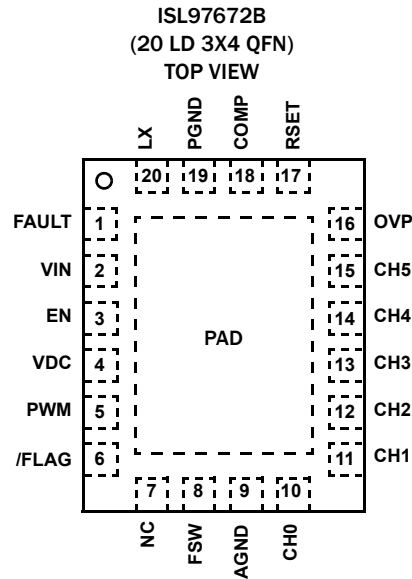 ISL97672B
(20 LD 3X4 QFN)
TOP VIEW
LX PGND COMP RSET
20 19 18 17
FAULT 1 16 OVP
VIN 2 15 CH5
EN 3 14 CH4
PAD
VDC 4 13 CH3
PWM 5 12 CH2
/FLAG 6 11 CH1
7 8 9 10
NC FSW AGND CH0